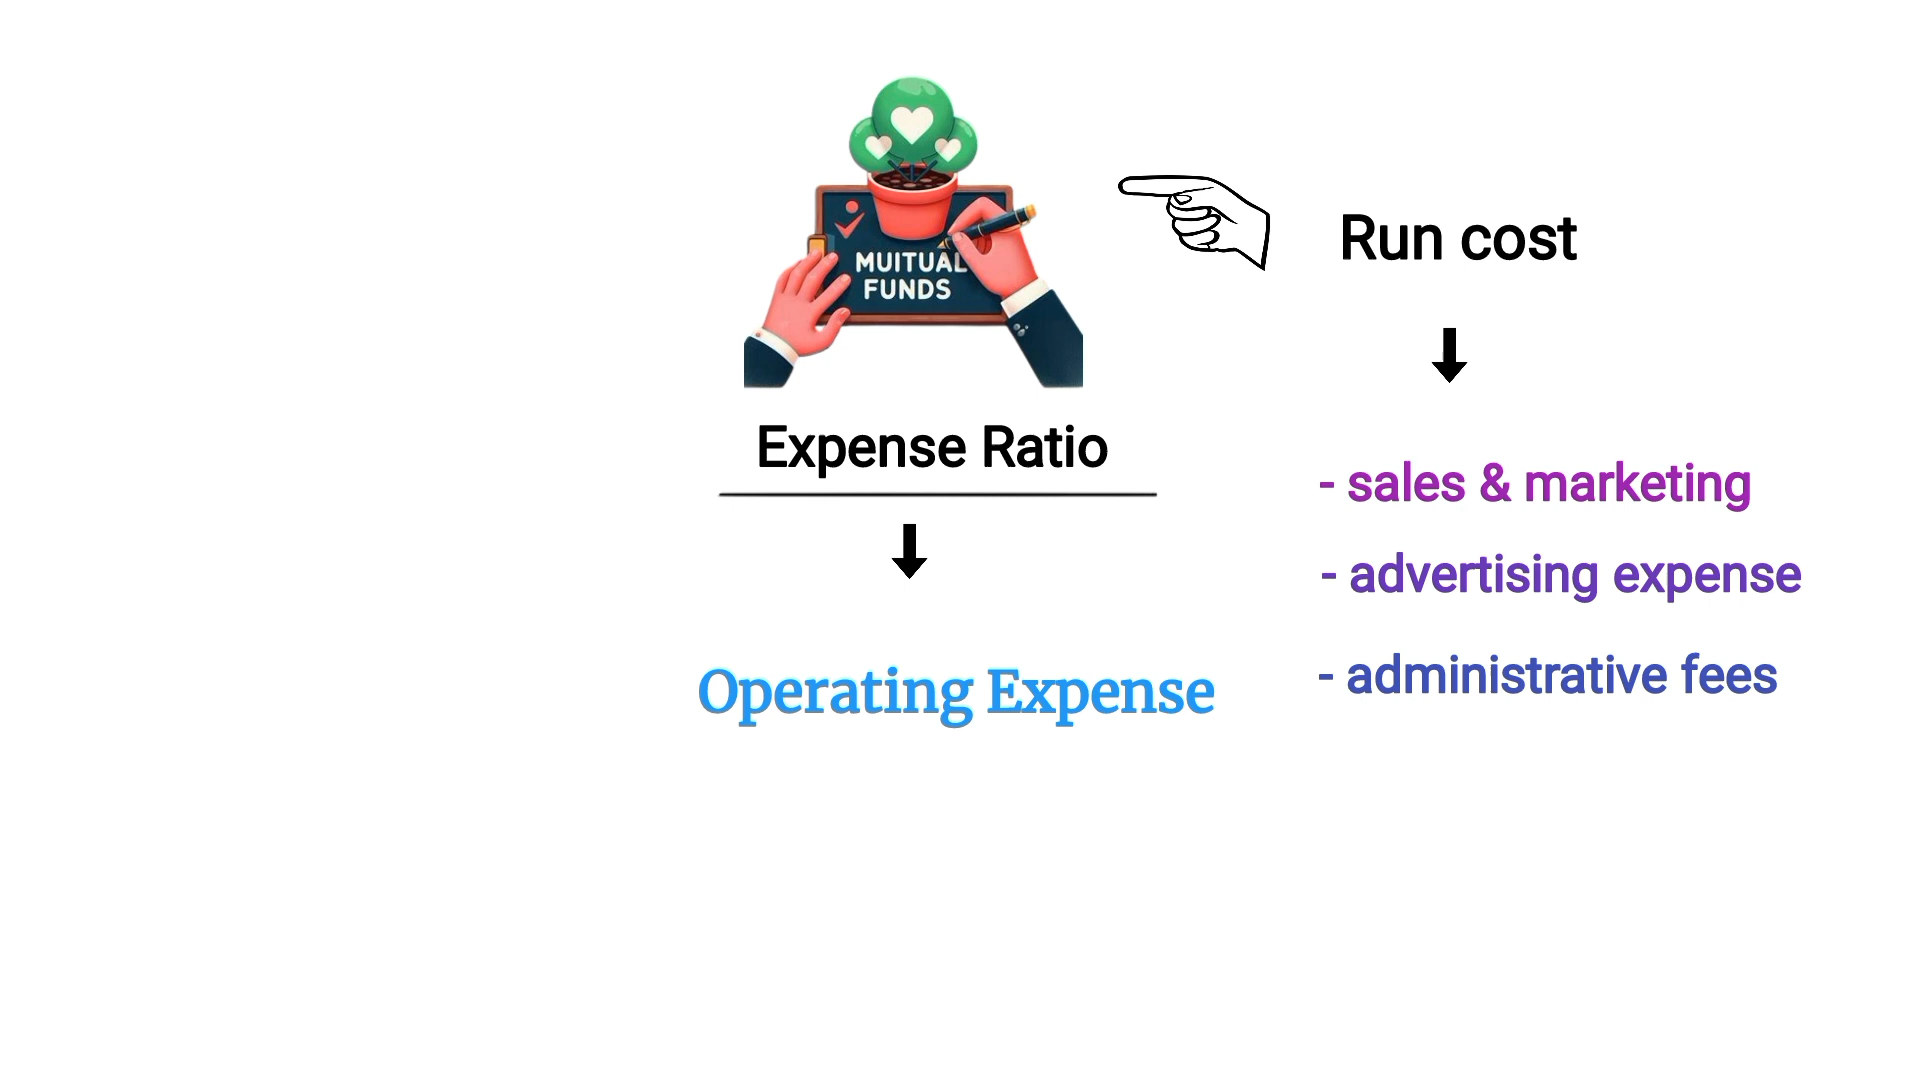 MUITUAL
FUNDS
Expense Ratio
Operating Expense
Run cost
- sales & marketing
- advertising expense
- administrative fees